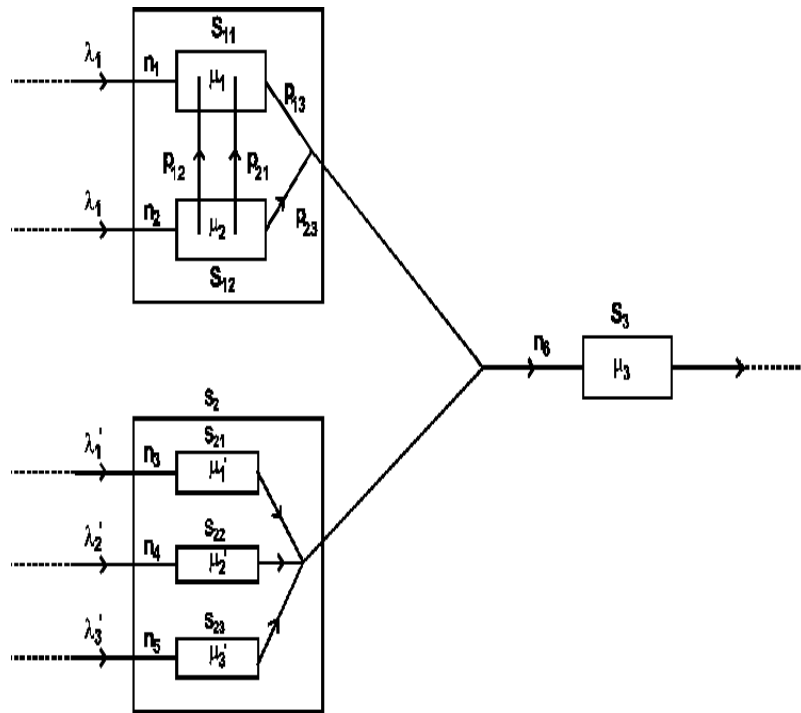 S₁₁
λ₁ n₁ μ₁ p₁₃
p₁₂ p₂₁
λ₁ n₂ μ₂ p₂₃
S₁₂
S₃
n₆ μ₃
s₂
s₂₁
λ₁' n₃ μ₁'
s₂₂
λ₂' n₄ μ₂'
s₂₃
λ₃' n₅ μ₃'